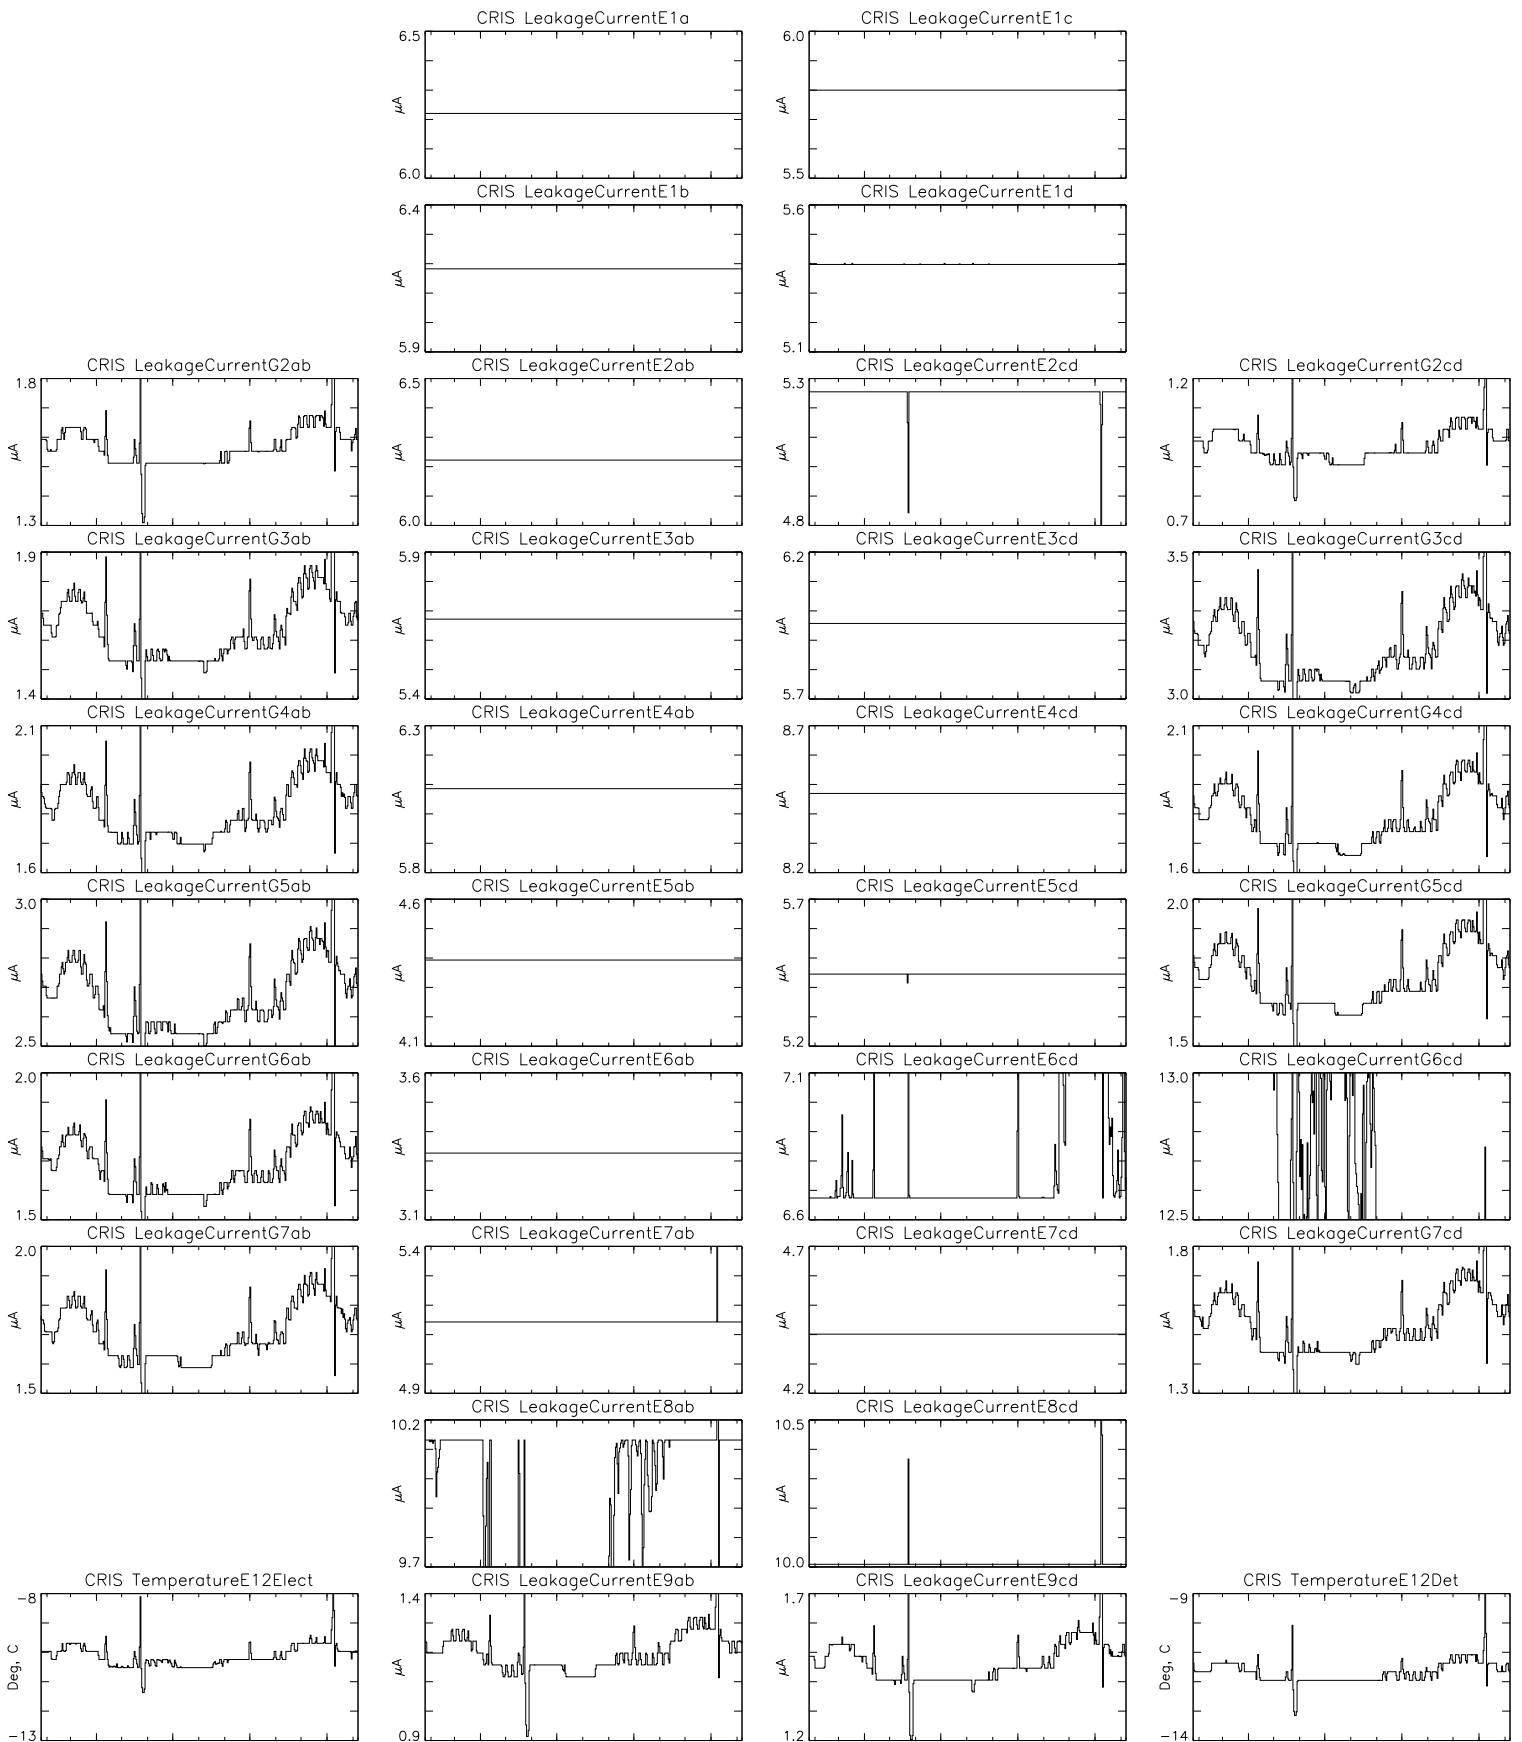 CRIS LeakageCurrentE1a
6.5
μA
6.0
CRIS LeakageCurrentE1c
6.0
μA
5.5
CRIS LeakageCurrentE1b
6.4
μA
5.9
CRIS LeakageCurrentE1d
5.6
μA
5.1
CRIS LeakageCurrentG2ab
1.8
μA
1.3
CRIS LeakageCurrentE2ab
6.5
μA
6.0
CRIS LeakageCurrentE2cd
5.3
μA
4.8
CRIS LeakageCurrentG2cd
1.2
μA
0.7
CRIS LeakageCurrentG3ab
1.9
μA
1.4
CRIS LeakageCurrentE3ab
5.9
μA
5.4
CRIS LeakageCurrentE3cd
6.2
μA
5.7
CRIS LeakageCurrentG3cd
3.5
μA
3.0
CRIS LeakageCurrentG4ab
2.1
μA
1.6
CRIS LeakageCurrentE4ab
6.3
μA
5.8
CRIS LeakageCurrentE4cd
8.7
μA
8.2
CRIS LeakageCurrentG4cd
2.1
μA
1.6
CRIS LeakageCurrentG5ab
3.0
μA
2.5
CRIS LeakageCurrentE5ab
4.6
μA
4.1
CRIS LeakageCurrentE5cd
5.7
μA
5.2
CRIS LeakageCurrentG5cd
2.0
μA
1.5
CRIS LeakageCurrentG6ab
2.0
μA
1.5
CRIS LeakageCurrentE6ab
3.6
μA
3.1
CRIS LeakageCurrentE6cd
7.1
μA
6.6
CRIS LeakageCurrentG6cd
13.0
μA
12.5
CRIS LeakageCurrentG7ab
2.0
μA
1.5
CRIS LeakageCurrentE7ab
5.4
μA
4.9
CRIS LeakageCurrentE7cd
4.7
μA
4.2
CRIS LeakageCurrentG7cd
1.8
μA
1.3
CRIS LeakageCurrentE8ab
10.2
μA
9.7
CRIS LeakageCurrentE8cd
10.5
μA
10.0
CRIS TemperatureE12Elect
-8
Deg, C
-13
CRIS LeakageCurrentE9ab
1.4
μA
0.9
CRIS LeakageCurrentE9cd
1.7
μA
1.2
CRIS TemperatureE12Det
-9
Deg, C
-14